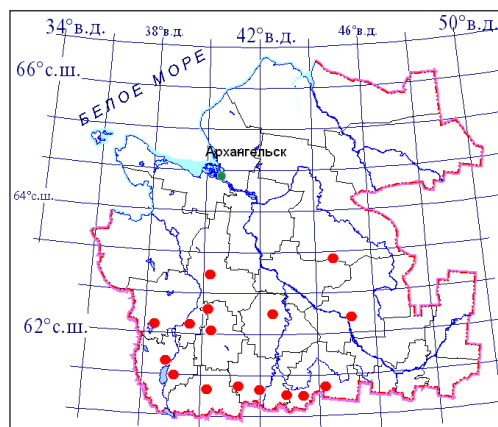 34°в.д.
38°в.д.
42°в.д.
46°в.д.
50°в.д.
66°с.ш.
БЕЛОЕ МОРЕ
Архангельск
64°с.ш.
62°с.ш.